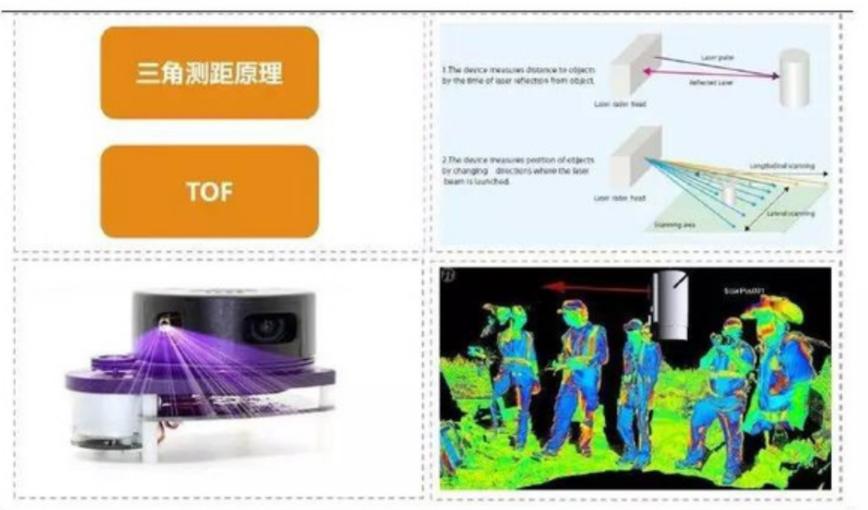 三角测距原理
TOF
1.The device measures distance to objects
by the time of laser reflection from object.
Laser pulse
Reflected Laser
Laser radar head
2.The device measures position of objects
by changing directions where the laser
beam is launched.
Longitudinal scanning
Laser radar head
Lateral scanning
Scanning area